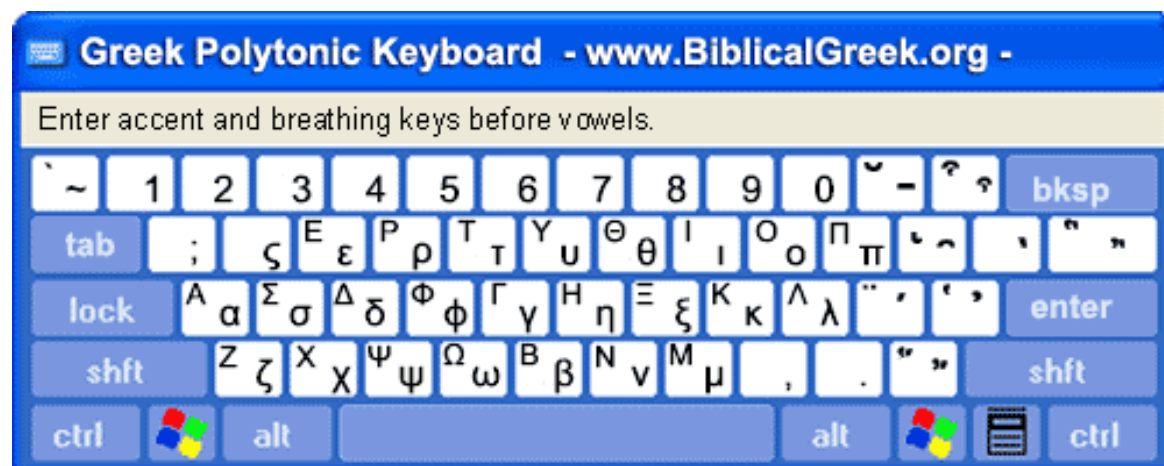 Greek Polytonic Keyboard - www.BiblicalGreek.org -
Enter accent and breathing keys before vowels.
` ~ 1 2 3 4 5 6 7 8 9 0 ˘ - bksp
tab ; ς Ε ε Ρ ρ Τ τ Υ υ Θ θ Ι ι Ο ο Π π
lock Α α Σ σ Δ δ Φ φ Γ γ Η η Ξ ξ Κ κ Λ λ ¨ ΄ ῾ ᾿ enter
shft Ζ ζ Χ χ Ψ ψ Ω ω Β β Ν ν Μ μ , . ῞ ῎ shft
ctrl alt alt ctrl